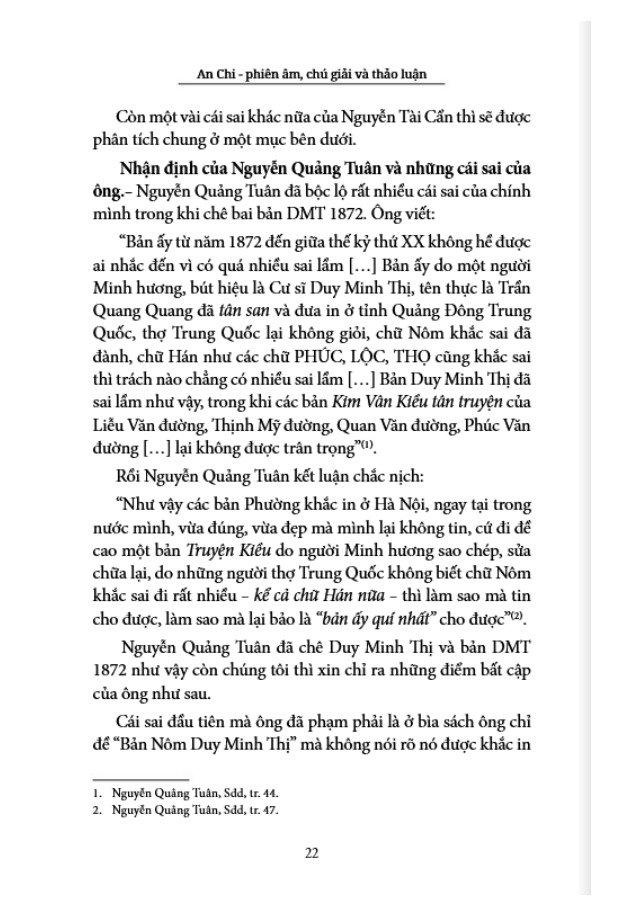 An Chi - phiên âm, chú giải và thảo luận
Còn một vài cái sai khác nữa của Nguyễn Tài Cẩn thì sẽ được
phân tích chung ở một mục bên dưới.
Nhận định của Nguyễn Quảng Tuân và những cái sai của
ông.– Nguyễn Quảng Tuân đã bộc lộ rất nhiều cái sai của chính
mình trong khi chê bai bản DMT 1872. Ông viết:
“Bản ấy từ năm 1872 đến giữa thế kỷ thứ XX không hề được
ai nhắc đến vì có quá nhiều sai lầm […] Bản ấy do một người
Minh hương, bút hiệu là Cư sĩ Duy Minh Thị, tên thực là Trần
Quang Quang đã tân san và đưa in ở tỉnh Quảng Đông Trung
Quốc, thợ Trung Quốc lại không giỏi, chữ Nôm khắc sai đã
đành, chữ Hán như các chữ PHÚC, LỘC, THỌ cũng khắc sai
thì trách nào chẳng có nhiều sai lầm […] Bản Duy Minh Thị đã
sai lầm như vậy, trong khi các bản Kim Vân Kiều tân truyện của
Liễu Văn đường, Thịnh Mỹ đường, Quan Văn đường, Phúc Văn
đường […] lại không được trân trọng”(1).
Rồi Nguyễn Quảng Tuân kết luận chắc nịch:
“Như vậy các bản Phường khắc in ở Hà Nội, ngay tại trong
nước mình, vừa đúng, vừa đẹp mà mình lại không tin, cứ đi đề
cao một bản Truyện Kiều do người Minh hương sao chép, sửa
chữa lại, do những người thợ Trung Quốc không biết chữ Nôm
khắc sai đi rất nhiều – kể cả chữ Hán nữa – thì làm sao mà tin
cho được, làm sao mà lại bảo là “bản ấy quí nhất” cho được”(2).
Nguyễn Quảng Tuân đã chê Duy Minh Thị và bản DMT
1872 như vậy còn chúng tôi thì xin chỉ ra những điểm bất cập
của ông như sau.
Cái sai đầu tiên mà ông đã phạm phải là ở bìa sách ông chỉ
đề “Bản Nôm Duy Minh Thị” mà không nói rõ nó được khắc in
1. Nguyễn Quảng Tuân, Sdd, tr. 44.
2. Nguyễn Quảng Tuân, Sdd, tr. 47.
22